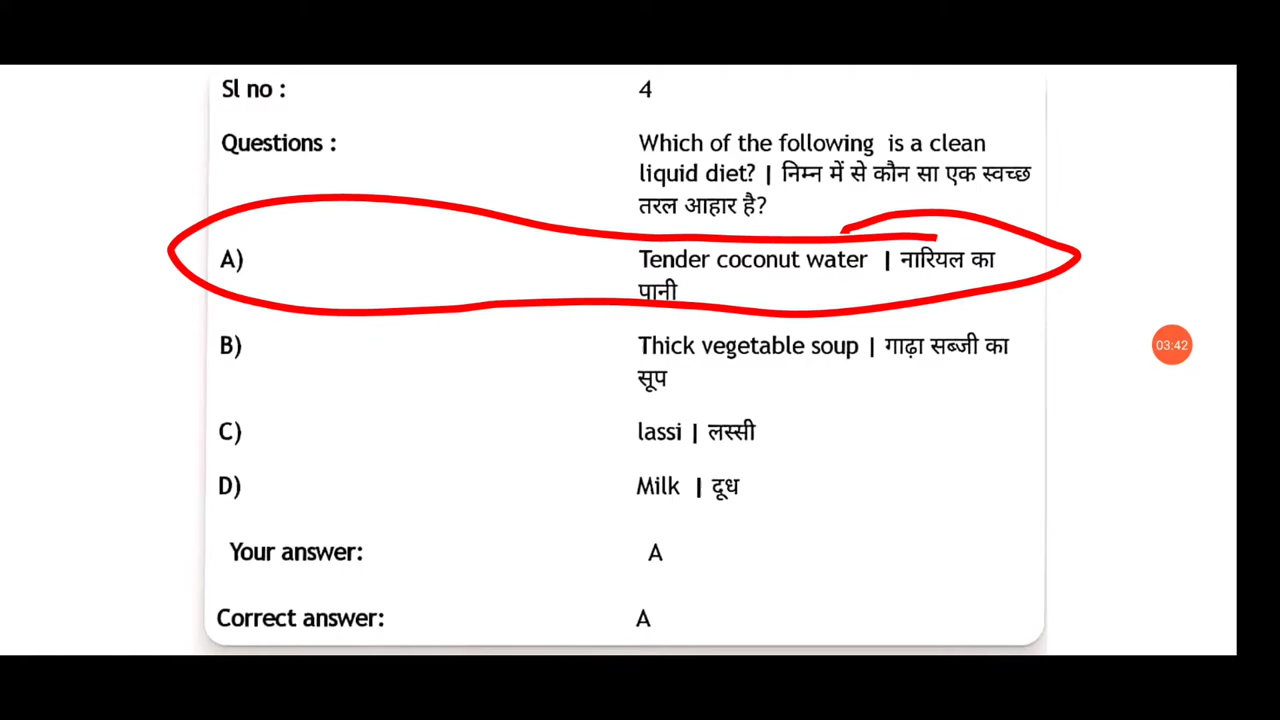 Sl no : 4
Questions : Which of the following is a clean
liquid diet? | निम्न में से कौन सा एक स्वच्छ
तरल आहार है?
A) Tender coconut water | नारियल का
पानी
B) Thick vegetable soup | गाढ़ा सब्जी का
सूप
C) lassi | लस्सी
D) Milk | दूध
Your answer: A
Correct answer: A
03:42